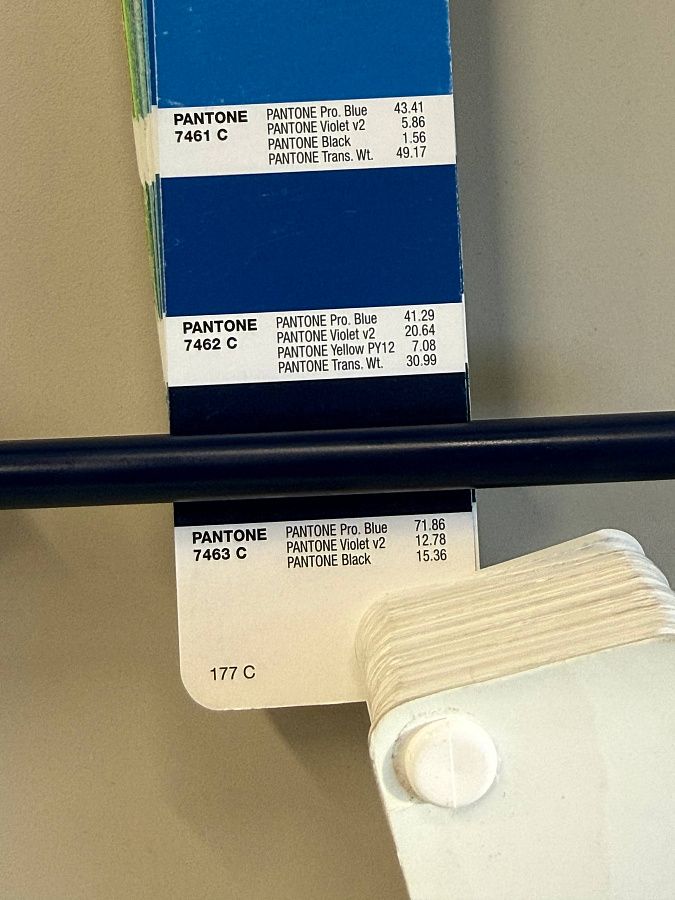 PANTONE
7461 C
PANTONE Pro. Blue 43.41
PANTONE Violet v2 5.86
PANTONE Black 1.56
PANTONE Trans. Wt. 49.17
PANTONE
7462 C
PANTONE Pro. Blue 41.29
PANTONE Violet v2 20.64
PANTONE Yellow PY12 7.08
PANTONE Trans. Wt. 30.99
PANTONE
7463 C
PANTONE Pro. Blue 71.86
PANTONE Violet v2 12.78
PANTONE Black 15.36
177 C